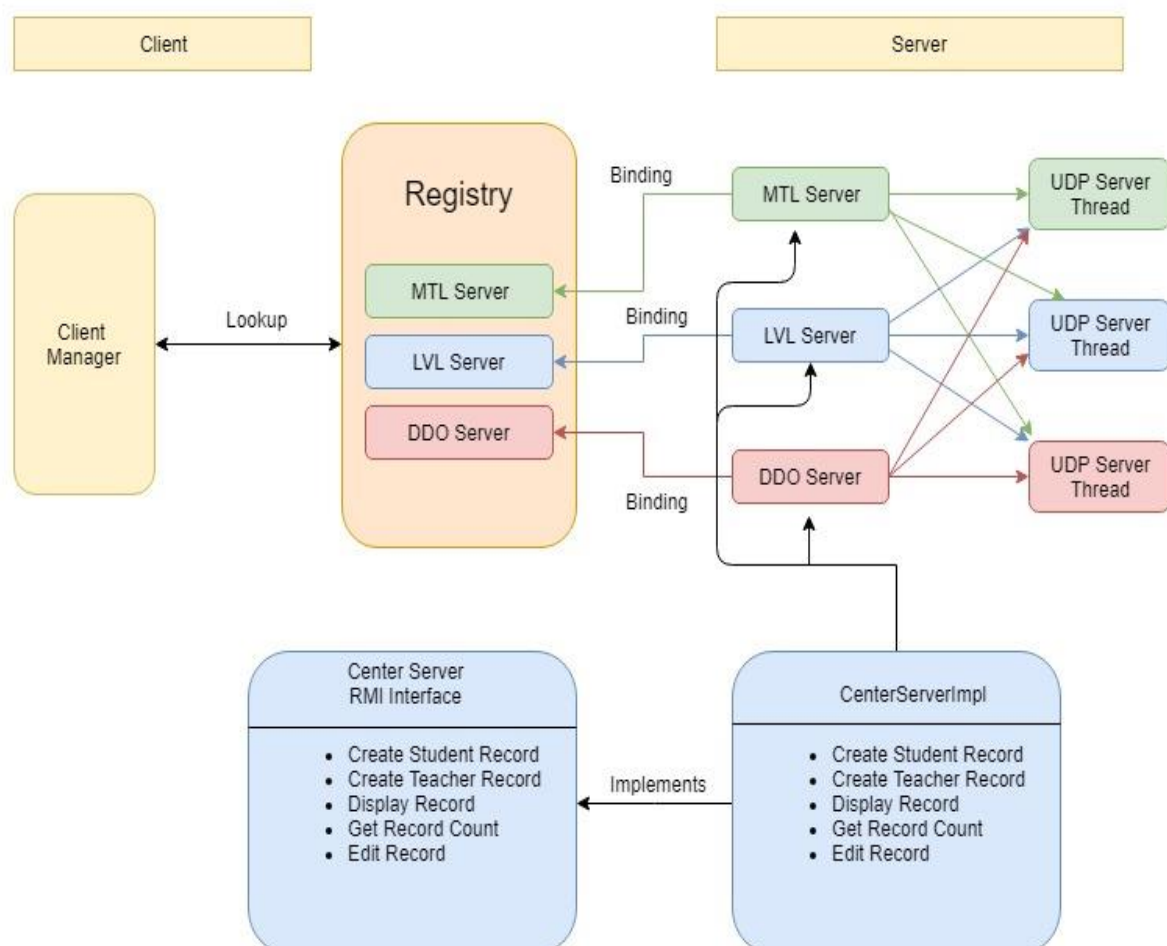 Client
Server
Registry
Binding
MTL Server
UDP Server
Thread
MTL Server
Client
Manager
Lookup
Binding
LVL Server
UDP Server
Thread
LVL Server
DDO Server
Binding
DDO Server
UDP Server
Thread
Center Server
RMI Interface
• Create Student Record
• Create Teacher Record
• Display Record
• Get Record Count
• Edit Record
Implements
CenterServerImpl
• Create Student Record
• Create Teacher Record
• Display Record
• Get Record Count
• Edit Record